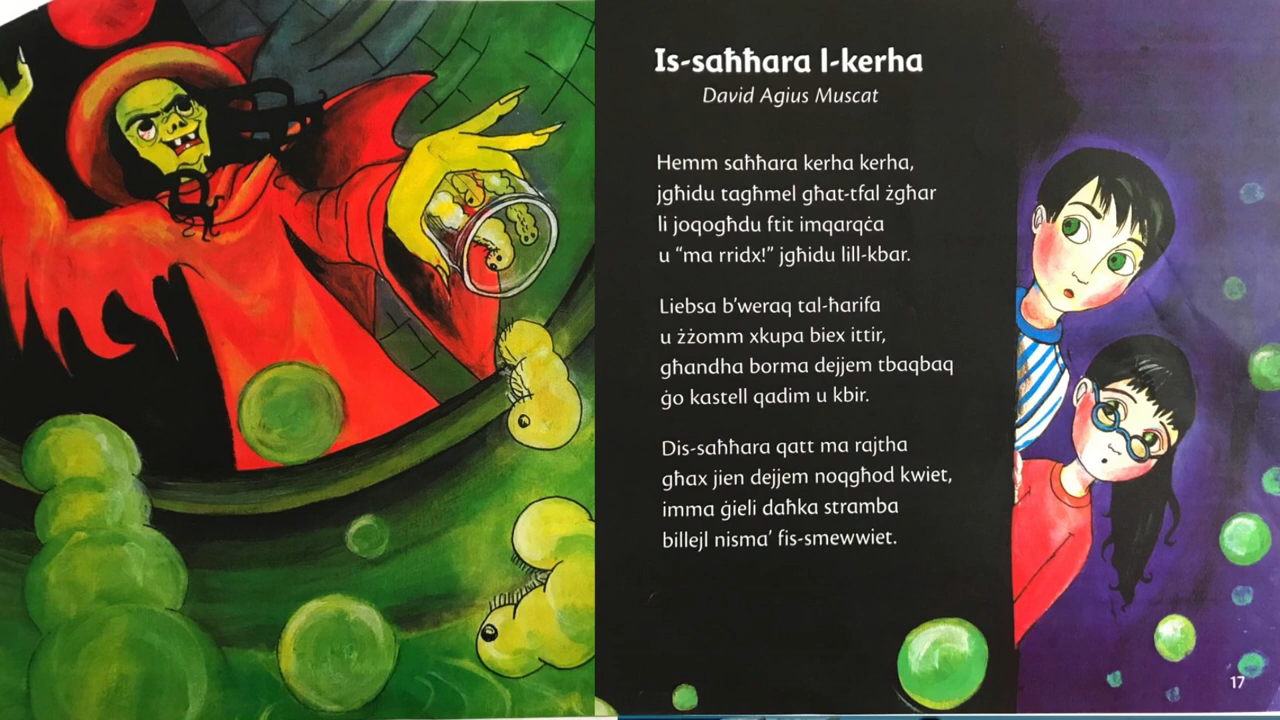 Is-saħħara l-kerha
David Agius Muscat
Hemm saħħara kerha kerha,
jgħidu tagħmel għat-tfal żgħar
li joqogħdu ftit imqarqċa
u “ma rridx!” jgħidu lill-kbar.
Liebsa b’weraq tal-ħarifa
u żżomm xkupa biex ittir,
għandha borma dejjem tbaqbaq
ġo kastell qadim u kbir.
Dis-saħħara qatt ma rajtha
għax jien dejjem noqgħod kwiet,
imma ġieli daħka stramba
billejl nisma’ fis-smewwiet.
17